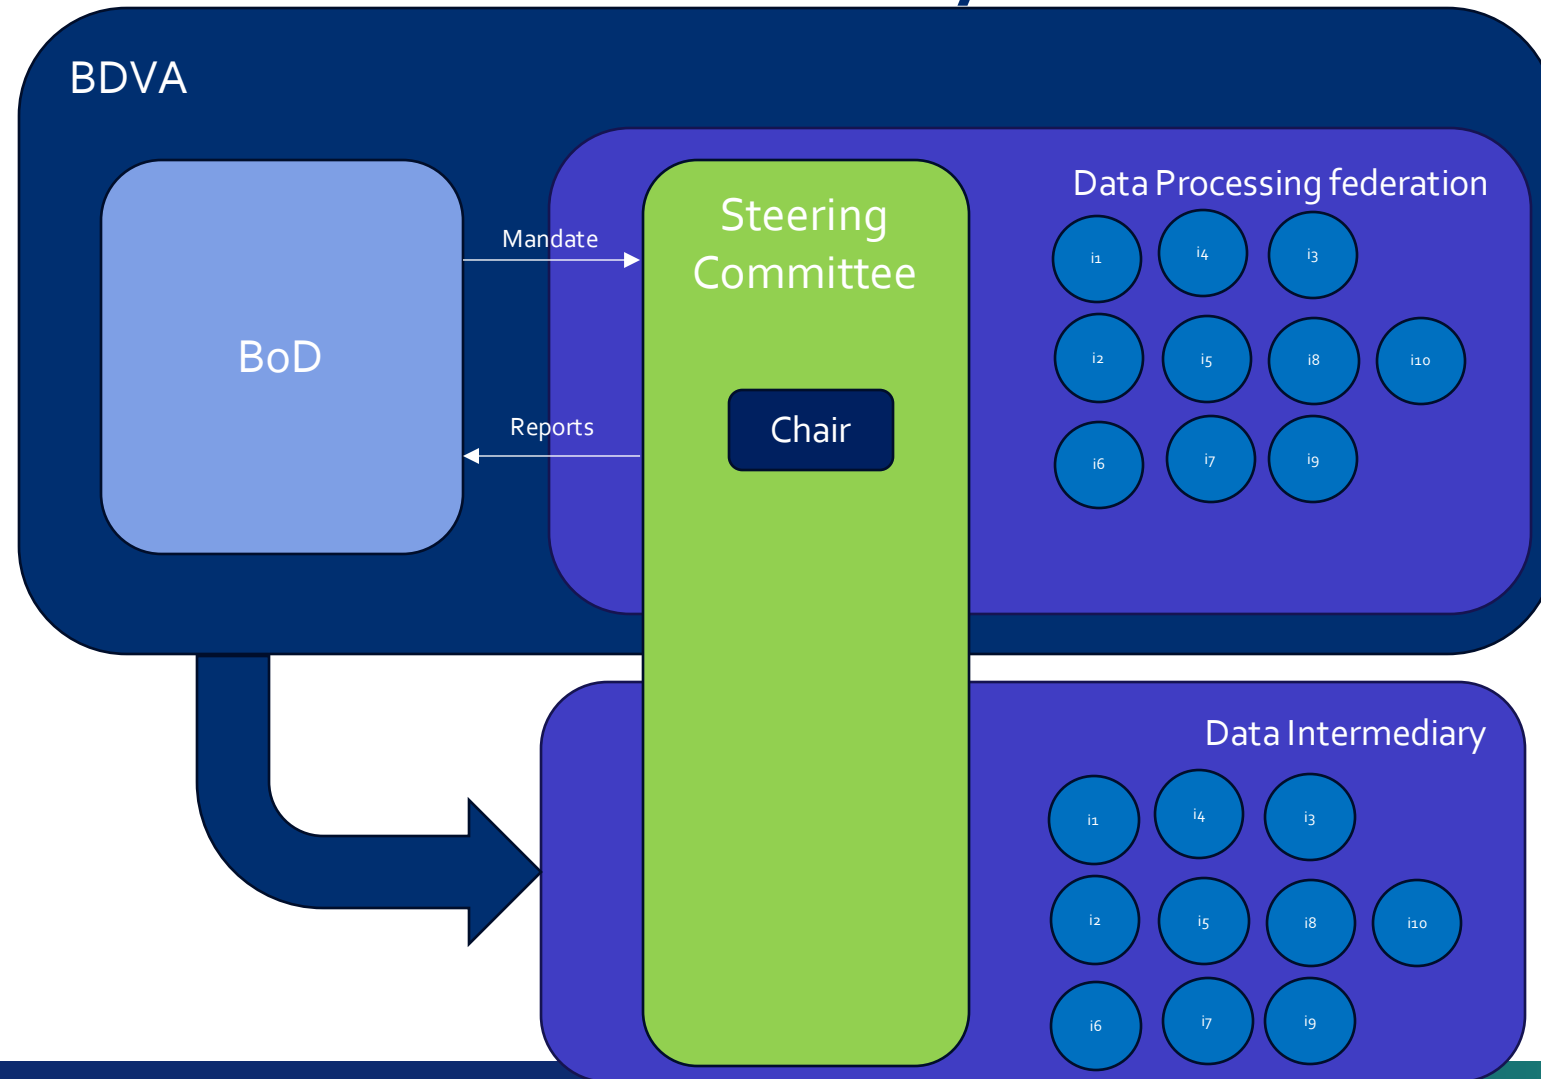 BDVA
BoD
Mandate
Reports
Steering
Committee
Chair
Data Processing federation
i1
i4
i3
i2
i5
i8
i10
i6
i7
i9
Data Intermediary
i1
i4
i3
i2
i5
i8
i10
i6
i7
i9